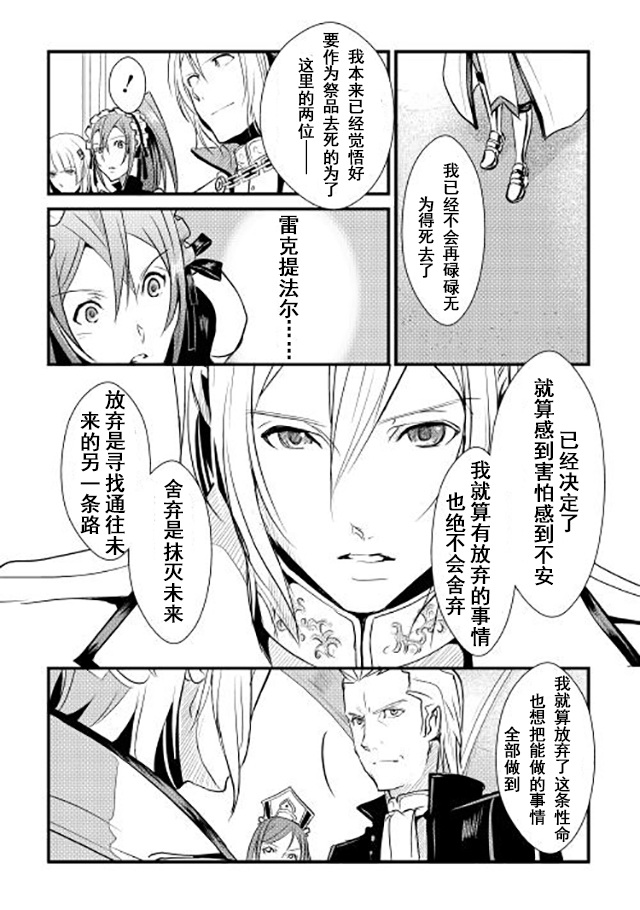 我已经不会再碌碌无
为得死去了
我本来已经觉悟好
要作为祭品去死的为了
这里的两位——
！
雷克提法尔……
已经决定了
就算感到害怕感到不安
我就算有放弃的事情
也绝不会舍弃
舍弃是抹灭未来
放弃是寻找通往未
来的另一条路
我就算放弃了这条性命
也想把能做的事情
全部做到